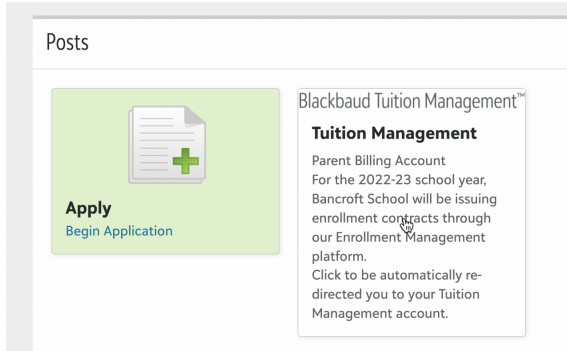 Posts
Apply
Begin Application
Blackbaud Tuition Management™
Tuition Management
Parent Billing Account
For the 2022-23 school year,
Bancroft School will be issuing
enrollment contracts through
our Enrollment Management
platform.
Click to be automatically re-
directed you to your Tuition
Management account.